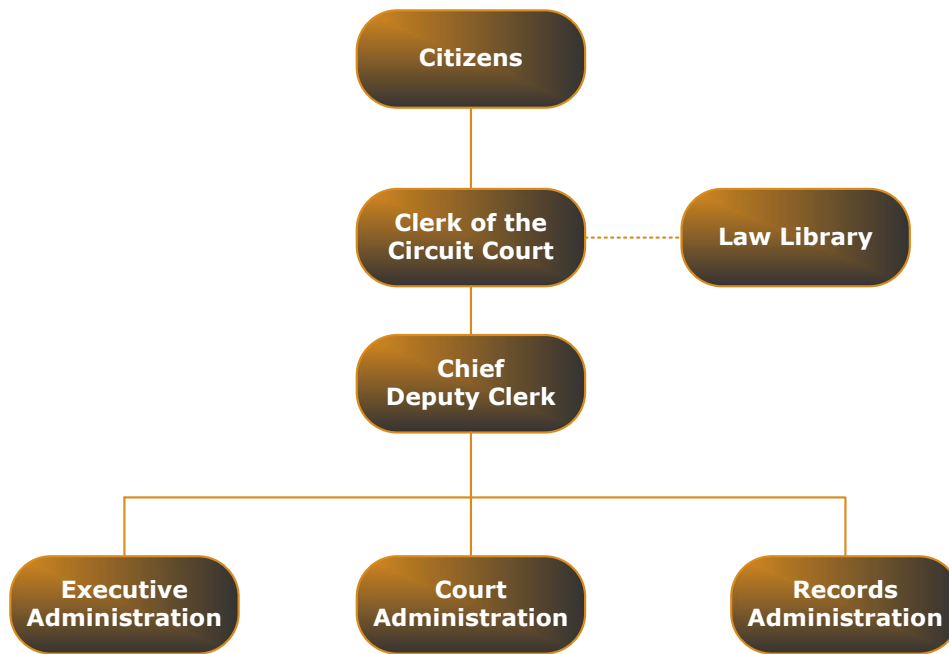 Citizens
Clerk of the
Circuit Court
Law Library
Chief
Deputy Clerk
Executive
Administration
Court
Administration
Records
Administration